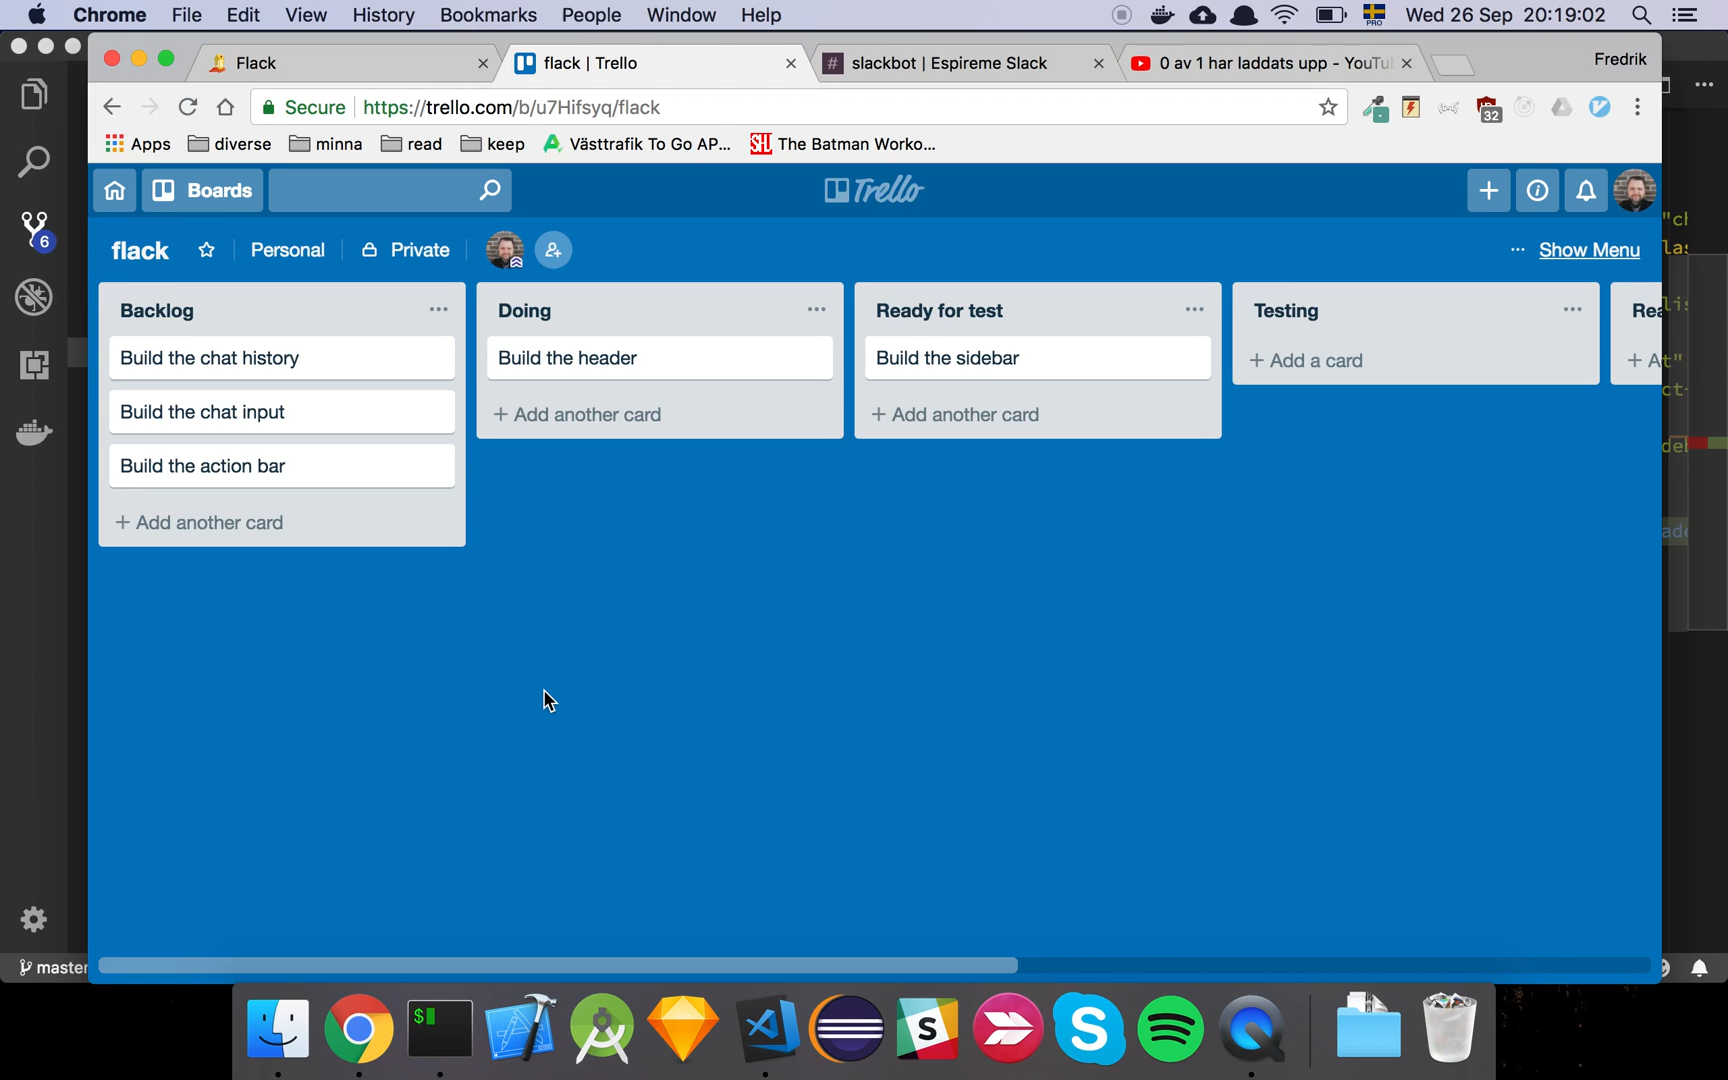 Chrome File Edit View History Bookmarks People Window Help PRO Wed 26 Sep 20:19:02
Flack flack | Trello slackbot | Espireme Slack 0 av 1 har laddats upp - YouTu Fredrik
Secure https://trello.com/b/u7Hifsyq/flack 32
Apps diverse minna read keep Västtrafik To Go AP... The Batman Worko...
Boards Trello
flack Personal Private ... Show Menu
6
Backlog
Build the chat history
Build the chat input
Build the action bar
+ Add another card
Doing
Build the header
+ Add another card
Ready for test
Build the sidebar
+ Add another card
Testing
+ Add a card
master